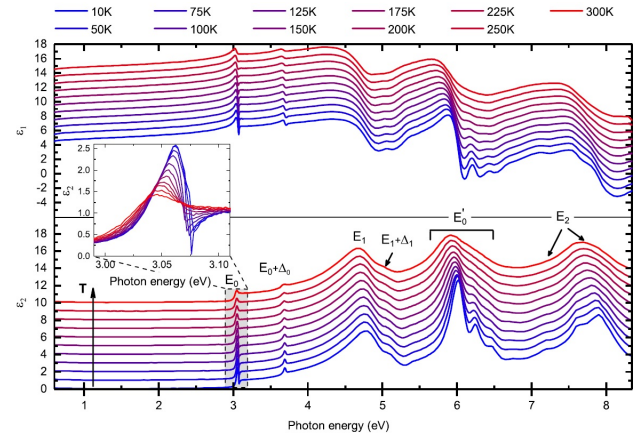 10K 75K 125K 175K 225K 300K
50K 100K 150K 200K 250K
18
16
14
12
10
8
6
4
2
0
-2
-4
ε₁
2.5
2.0
1.5
1.0
0.5
0.0
ε₂
2.99 3.05 3.11
Photon energy (eV)
E₀
E₀+Δ₀
E₁
E₁+Δ₁
E₀'
E₂
T
18
16
14
12
10
8
6
4
2
0
ε₂
1 2 3 4 5 6 7 8
Photon energy (eV)